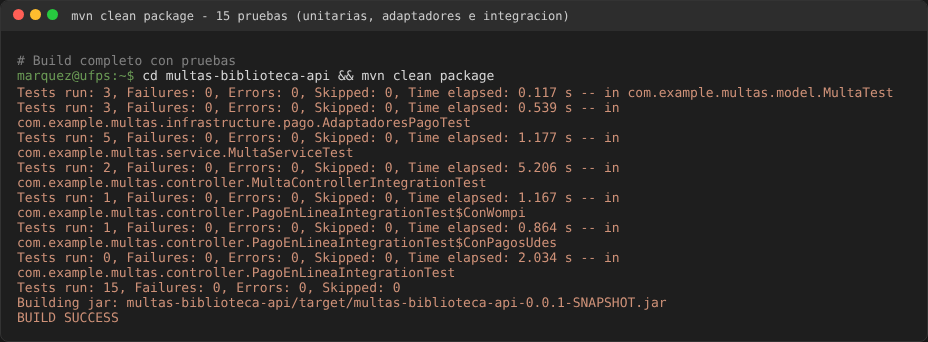 mvn clean package - 15 pruebas (unitarias, adaptadores e integracion)
# Build completo con pruebas
marquez@ufps:~$ cd multas-biblioteca-api && mvn clean package
Tests run: 3, Failures: 0, Errors: 0, Skipped: 0, Time elapsed: 0.117 s -- in com.example.multas.model.MultaTest
Tests run: 3, Failures: 0, Errors: 0, Skipped: 0, Time elapsed: 0.539 s -- in
com.example.multas.infrastructure.pago.AdaptadoresPagoTest
Tests run: 5, Failures: 0, Errors: 0, Skipped: 0, Time elapsed: 1.177 s -- in
com.example.multas.service.MultaServiceTest
Tests run: 2, Failures: 0, Errors: 0, Skipped: 0, Time elapsed: 5.206 s -- in
com.example.multas.controller.MultaControllerIntegrationTest
Tests run: 1, Failures: 0, Errors: 0, Skipped: 0, Time elapsed: 1.167 s -- in
com.example.multas.controller.PagoEnLineaIntegrationTest$ConWompi
Tests run: 1, Failures: 0, Errors: 0, Skipped: 0, Time elapsed: 0.864 s -- in
com.example.multas.controller.PagoEnLineaIntegrationTest$ConPagosUdes
Tests run: 0, Failures: 0, Errors: 0, Skipped: 0, Time elapsed: 2.034 s -- in
com.example.multas.controller.PagoEnLineaIntegrationTest
Tests run: 15, Failures: 0, Errors: 0, Skipped: 0
Building jar: multas-biblioteca-api/target/multas-biblioteca-api-0.0.1-SNAPSHOT.jar
BUILD SUCCESS